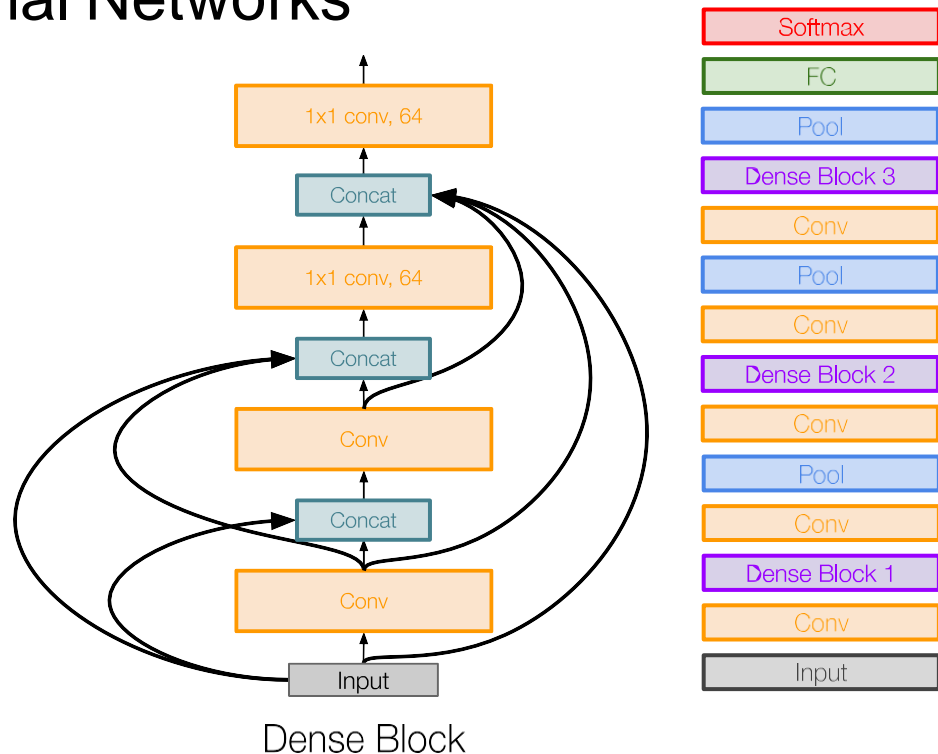 nal Networks
1x1 conv, 64
Concat
1x1 conv, 64
Concat
Conv
Concat
Conv
Input
Dense Block
Softmax
FC
Pool
Dense Block 3
Conv
Pool
Conv
Dense Block 2
Conv
Pool
Conv
Dense Block 1
Conv
Input